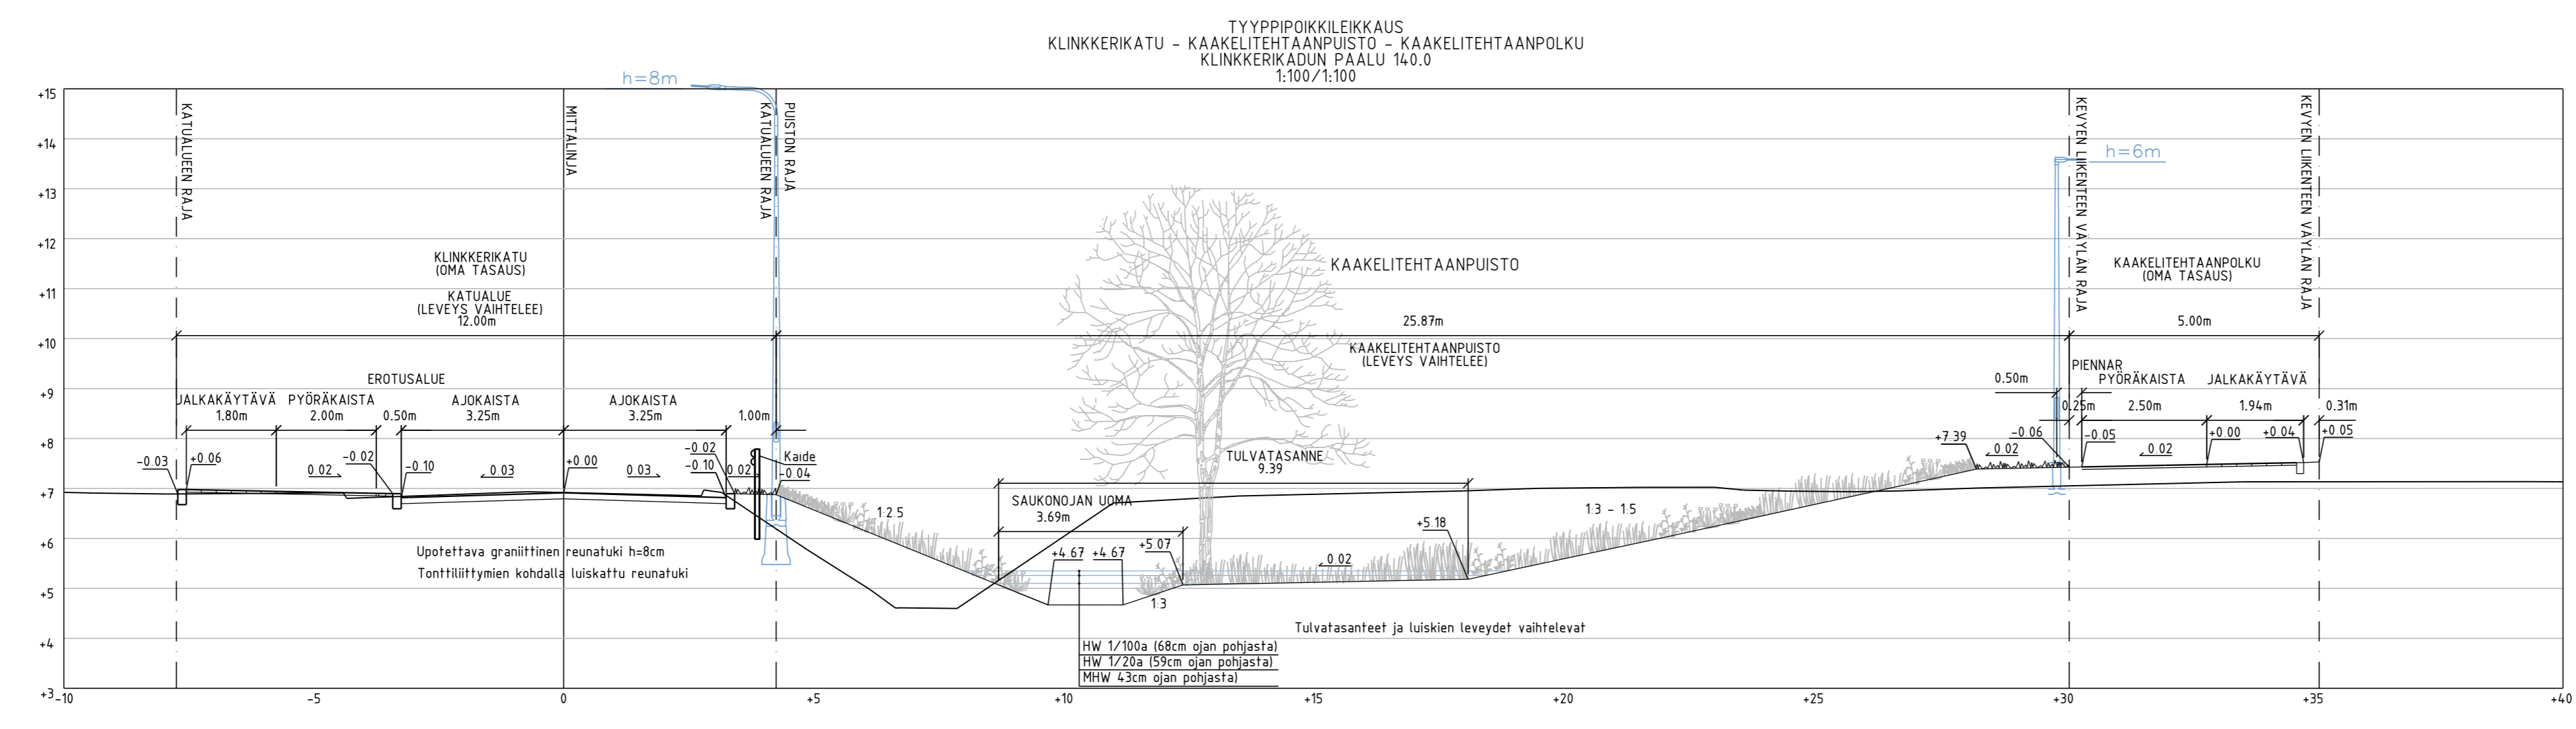 TYYPPIPOIKKILEIKKAUS
KLINKKERIKATU - KAAKELITEHTAANPUISTO - KAAKELITEHTAANPOLKU
KLINKKERIKADUN PAALU 140.0
1:100/1:100
h=8m
h=6m
+15
+14
+13
+12
+11
+10
+9
+8
+7
+6
+5
+4
+3
KATUALUEEN RAJA
MITTALINJA
KATUALUEEN RAJA
PUISTON RAJA
KEVYEN LIIKENTEEN VÄYLÄN RAJA
KEVYEN LIIKENTEEN VÄYLÄN RAJA
KLINKKERIKATU
(OMA TASAUS)
KATUALUE
(LEVEYS VAIHTELEE)
12.00m
KAAKELITEHTAANPUISTO
25.87m
KAAKELITEHTAANPUISTO
(LEVEYS VAIHTELEE)
KAAKELITEHTAANPOLKU
(OMA TASAUS)
5.00m
EROTUSALUE
JALKAKÄYTÄVÄ
1.80m
PYÖRÄKAISTA
2.00m
0.50m
AJOKAISTA
3.25m
AJOKAISTA
3.25m
1.00m
PIENNAR
0.50m
0.25m
PYÖRÄKAISTA
2.50m
JALKAKÄYTÄVÄ
1.94m
0.31m
-0.03
+0.06
0.02
-0.02
-0.10
0.03
+0.00
0.03
-0.02
-0.10
0.02
Kaide
-0.04
+7.39
0.02
-0.06
-0.05
0.02
+0.00
+0.04
+0.05
TULVATASANNE
9.39
SAUKONOJAN UOMA
3.69m
1:2.5
+4.67
+4.67
+5.07
1:3
0.02
+5.18
1:3 - 1:5
Upotettava graniittinen reunatuki h=8cm
Tonttiliittymien kohdalla luiskattu reunatuki
Tulvatasanteet ja luiskien leveydet vaihtelevat
HW 1/100a (68cm ojan pohjasta)
HW 1/20a (59cm ojan pohjasta)
MHW 43cm ojan pohjasta)
-10
-5
0
+5
+10
+15
+20
+25
+30
+35
+40